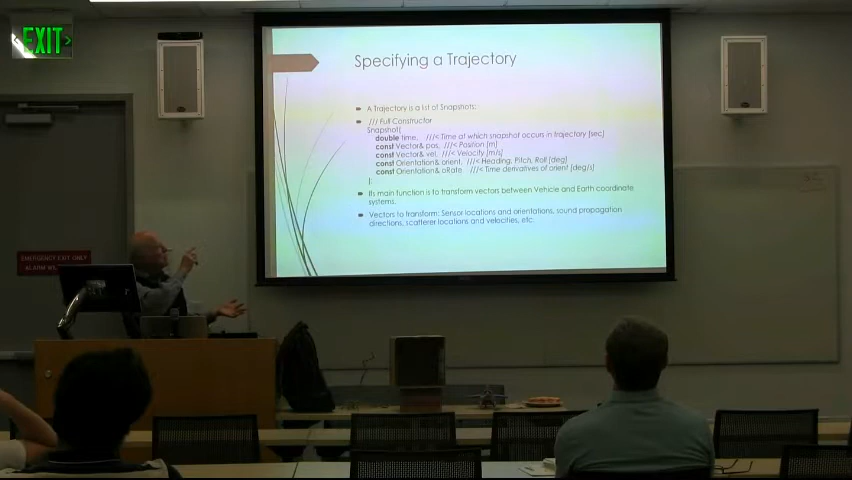 EXIT
Specifying a Trajectory
A Trajectory is a list of Snapshots:
/// Full Constructor
Snapshot(
double time, ///< Time at which snapshot occurs in trajectory [sec]
const Vector& pos, ///< Position [m]
const Vector& vel, ///< Velocity [m/s]
const Orientation& orient, ///< Heading, Pitch, Roll [deg]
const Orientation& oRate ///< Time derivatives of orient [deg/s]
);
Its main function is to transform vectors between Vehicle and Earth coordinate
systems.
Vectors to transform: Sensor locations and orientations, sound propagation
directions, scatterer locations and velocities, etc.
EMERGENCY EXIT ONLY